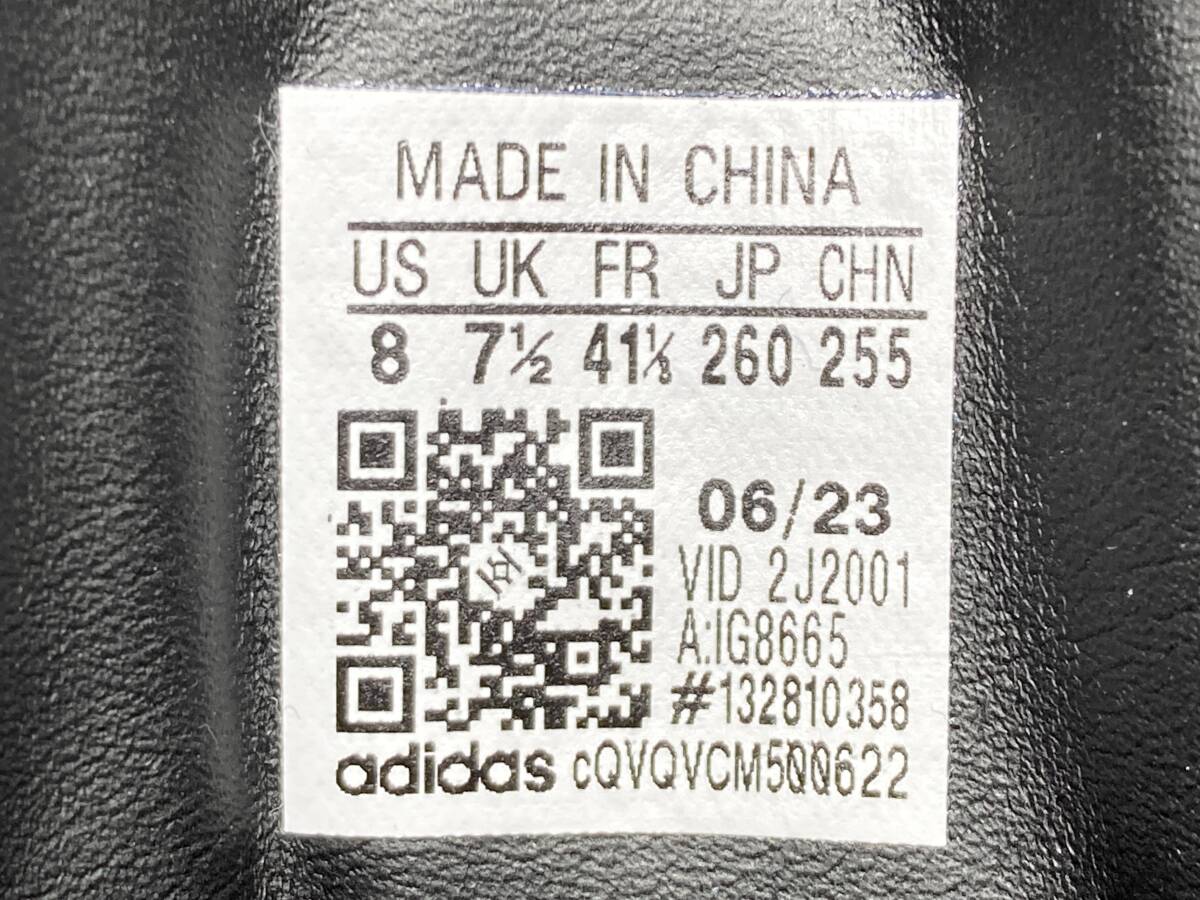 MADE IN CHINA
US UK FR JP CHN
8 7½ 41⅓ 260 255
06/23
VID 2J2001
A:IG8665
#132810358
adidas cQVQVCM500622